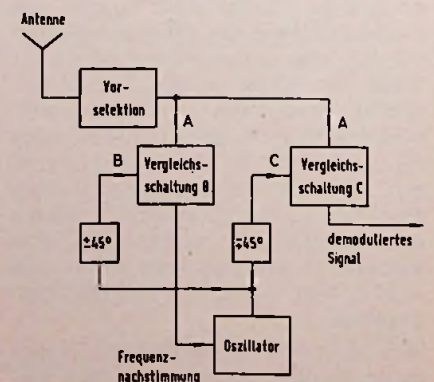 Antenne
Vor-
selektion
A
A
B
Vergleichs-
schaltung B
C
Vergleichs-
schaltung C
±45°
∓45°
demoduliertes
Signal
Oszillator
Frequenz-
nachstimmung